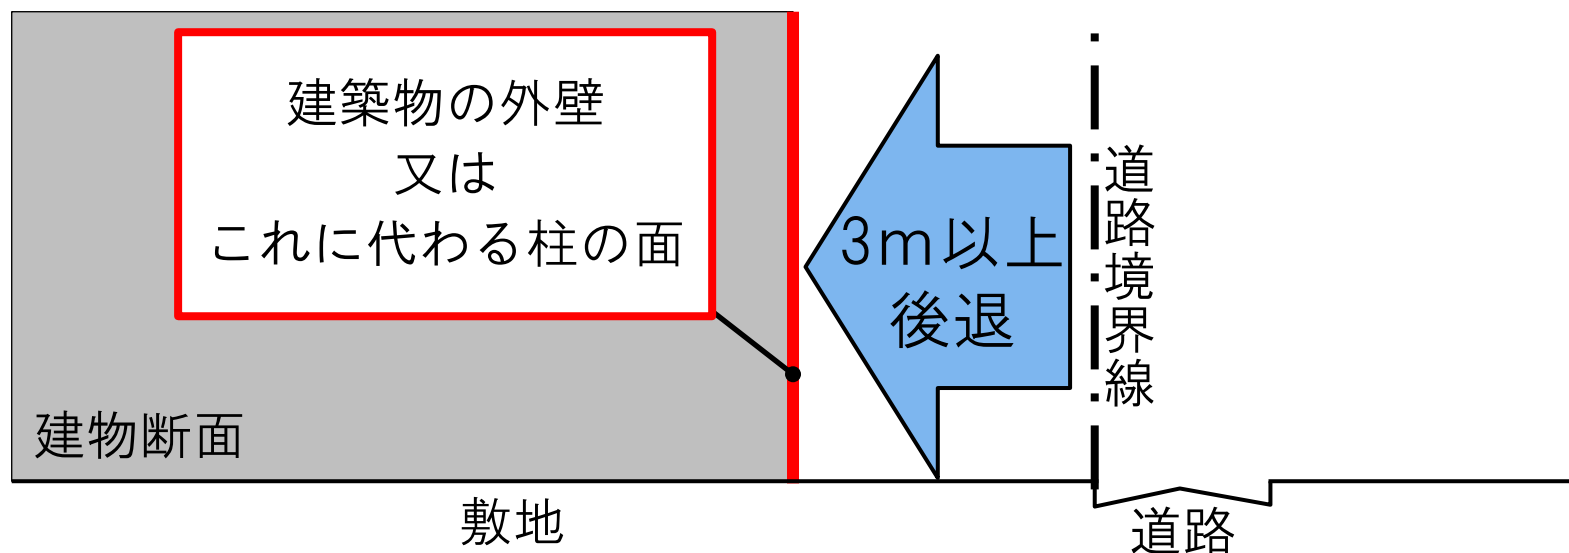 建築物の外壁
又は
これに代わる柱の面
3m以上
後退
道路境界線
建物断面
敷地
道路